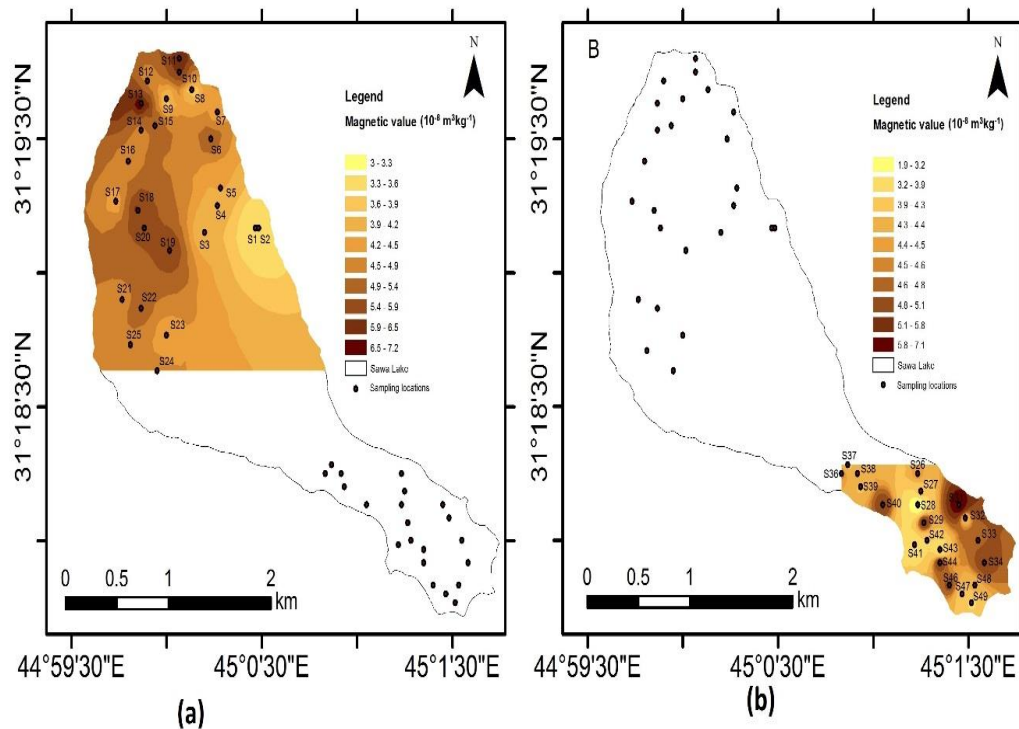 N
Legend
Magnetic value (10⁻⁸ m³kg⁻¹)
3 - 3.3
3.3 - 3.6
3.6 - 3.9
3.9 - 4.2
4.2 - 4.5
4.5 - 4.9
4.9 - 5.4
5.4 - 5.9
5.9 - 6.5
6.5 - 7.2
Sawa Lake
Sampling locations
S11
S12
S10
S13
S9
S8
S14
S15
S7
S6
S16
S17
S5
S18
S4
S20
S3
S1
S2
S19
S21
S22
S23
S25
S24
31°19'30"N
31°18'30"N
0 0.5 1 2
km
44°59'30"E 45°0'30"E 45°1'30"E
(a)
B
N
Legend
Magnetic value (10⁻⁸ m³kg⁻¹)
1.9 - 3.2
3.2 - 3.9
3.9 - 4.3
4.3 - 4.4
4.4 - 4.5
4.5 - 4.6
4.6 - 4.8
4.8 - 5.1
5.1 - 5.8
5.8 - 7.1
Sawa Lake
Sampling locations
S37
S36
S38
S26
S39
S27
S40
S28
S29
S32
S42
S33
S41
S43
S44
S34
S46
S48
S47
S49
31°19'30"N
31°18'30"N
0 0.5 1 2
km
44°59'30"E 45°0'30"E 45°1'30"E
(b)